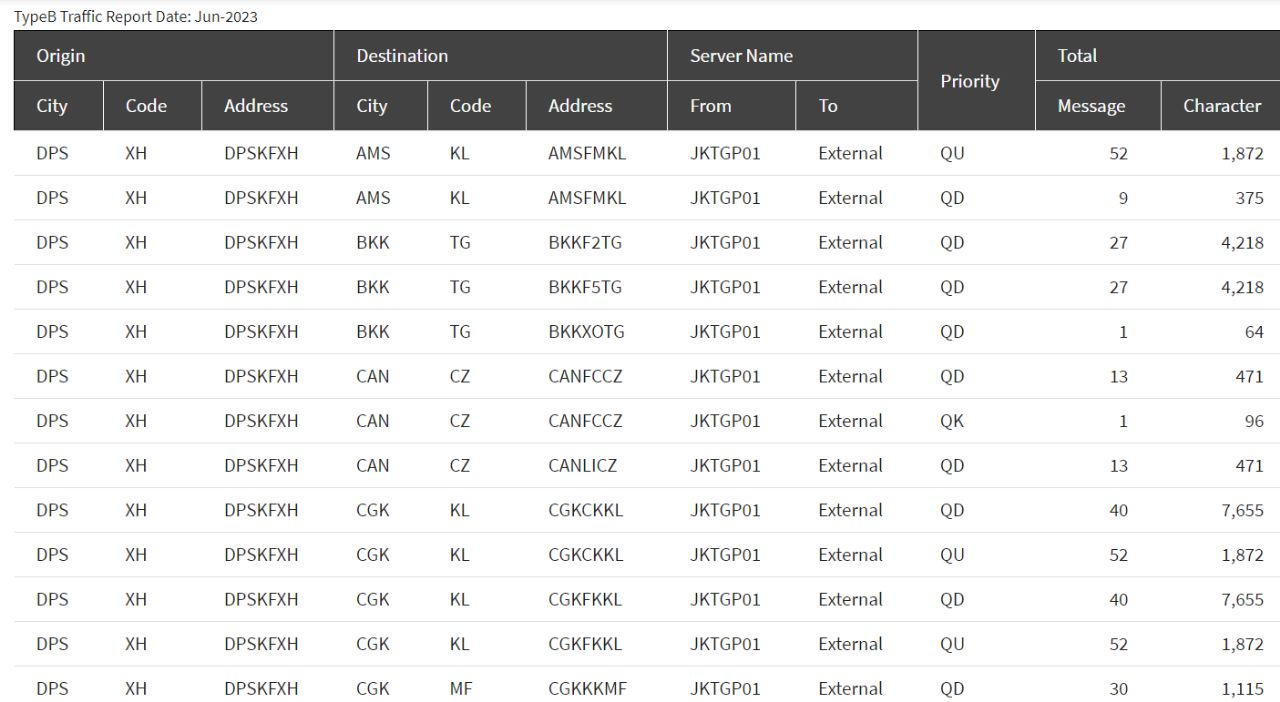 TypeB Traffic Report Date: Jun-2023
Origin Destination Server Name Priority Total
City Code Address City Code Address From To Message Character
DPS XH DPSKFXH AMS KL AMSFMKL JKTGP01 External QU 52 1,872
DPS XH DPSKFXH AMS KL AMSFMKL JKTGP01 External QD 9 375
DPS XH DPSKFXH BKK TG BKKF2TG JKTGP01 External QD 27 4,218
DPS XH DPSKFXH BKK TG BKKF5TG JKTGP01 External QD 27 4,218
DPS XH DPSKFXH BKK TG BKKXOTG JKTGP01 External QD 1 64
DPS XH DPSKFXH CAN CZ CANFCCZ JKTGP01 External QD 13 471
DPS XH DPSKFXH CAN CZ CANFCCZ JKTGP01 External QK 1 96
DPS XH DPSKFXH CAN CZ CANLICZ JKTGP01 External QD 13 471
DPS XH DPSKFXH CGK KL CGKCKKL JKTGP01 External QD 40 7,655
DPS XH DPSKFXH CGK KL CGKCKKL JKTGP01 External QU 52 1,872
DPS XH DPSKFXH CGK KL CGKFKKL JKTGP01 External QD 40 7,655
DPS XH DPSKFXH CGK KL CGKFKKL JKTGP01 External QU 52 1,872
DPS XH DPSKFXH CGK MF CGKKKMF JKTGP01 External QD 30 1,115